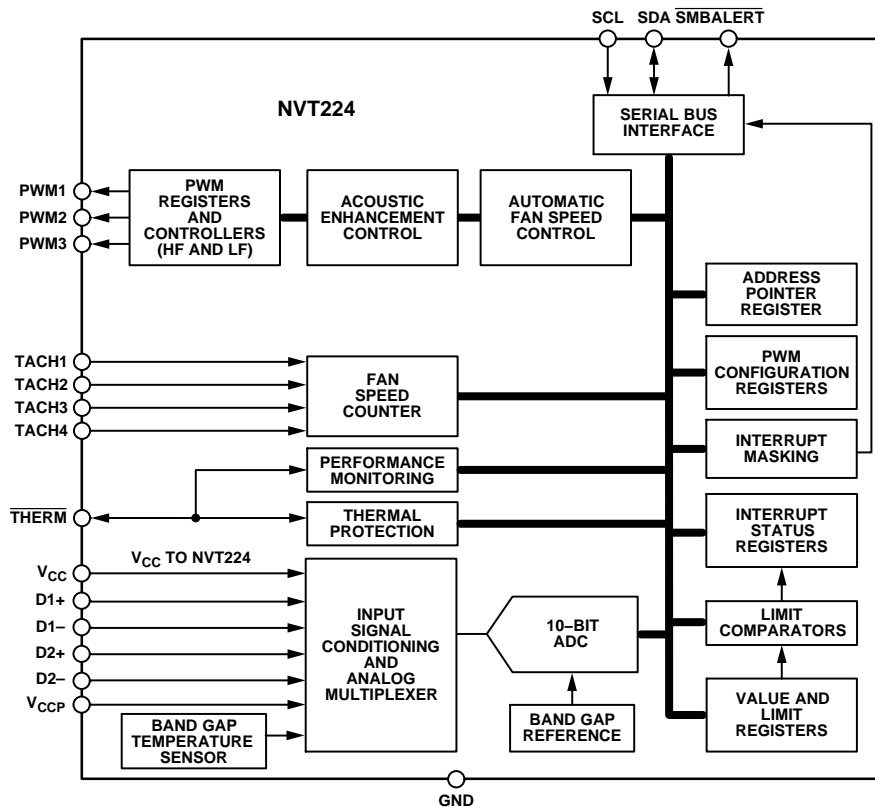 SCL SDA SMBALERT
NVT224
SERIAL BUS
INTERFACE
PWM1
PWM2
PWM3
PWM
REGISTERS
AND
CONTROLLERS
(HF AND LF)
ACOUSTIC
ENHANCEMENT
CONTROL
AUTOMATIC
FAN SPEED
CONTROL
ADDRESS
POINTER
REGISTER
TACH1
TACH2
TACH3
TACH4
FAN
SPEED
COUNTER
PWM
CONFIGURATION
REGISTERS
INTERRUPT
MASKING
PERFORMANCE
MONITORING
THERM
THERMAL
PROTECTION
INTERRUPT
STATUS
REGISTERS
VCC
VCC TO NVT224
D1+
D1–
D2+
D2–
VCCP
INPUT
SIGNAL
CONDITIONING
AND
ANALOG
MULTIPLEXER
10–BIT
ADC
LIMIT
COMPARATORS
VALUE AND
LIMIT
REGISTERS
BAND GAP
TEMPERATURE
SENSOR
BAND GAP
REFERENCE
GND